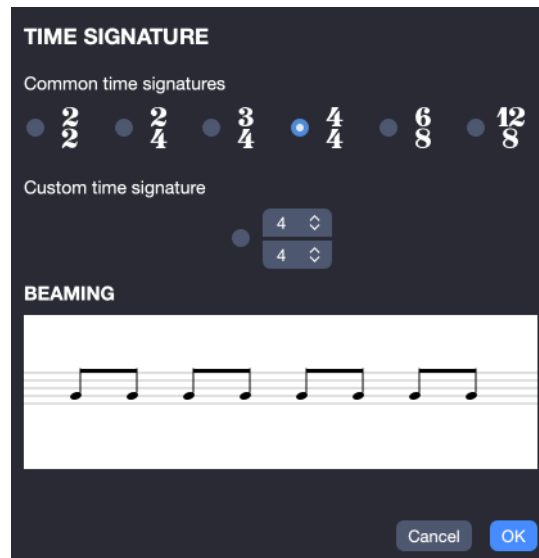 TIME SIGNATURE
Common time signatures
2 2 3 4 6 12
2 4 4 4 8 8
Custom time signature
4
4
BEAMING
Cancel OK